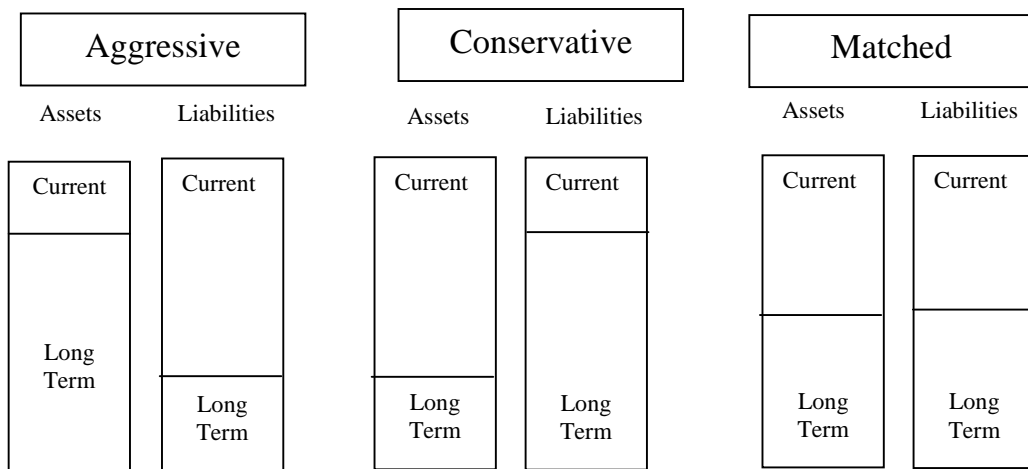 Aggressive
Conservative
Matched
Assets Liabilities
Assets Liabilities
Assets Liabilities
Current
Current
Current
Current
Current
Current
Long
Term
Long
Term
Long
Term
Long
Term
Long
Term
Long
Term